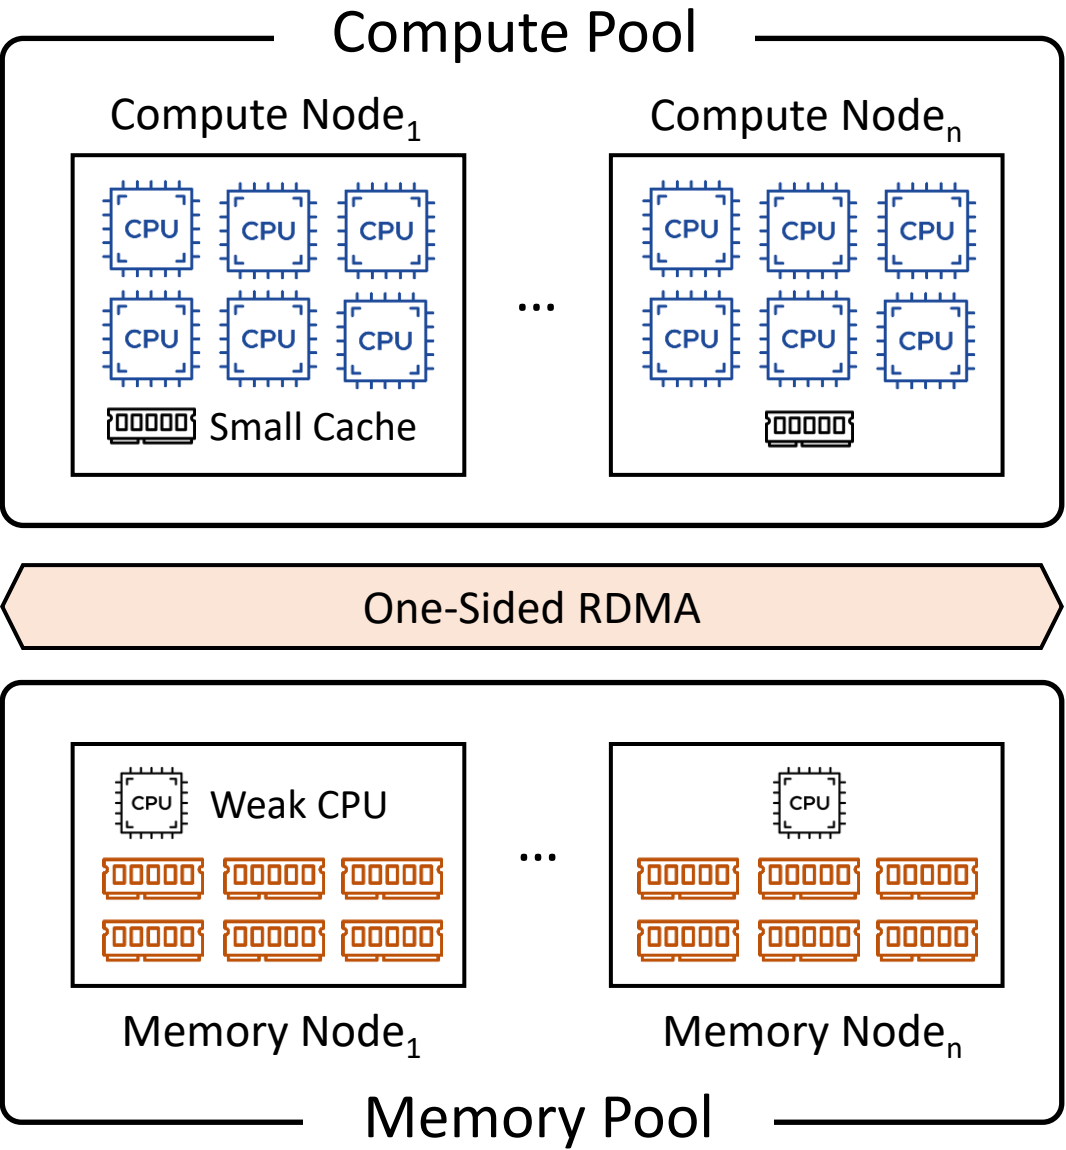 Compute Pool
Compute Node1
Compute Noden
CPU CPU CPU
CPU CPU CPU
CPU CPU CPU
CPU CPU CPU
Small Cache
...
One-Sided RDMA
CPU
Weak CPU
...
CPU
Memory Node1
Memory Noden
Memory Pool